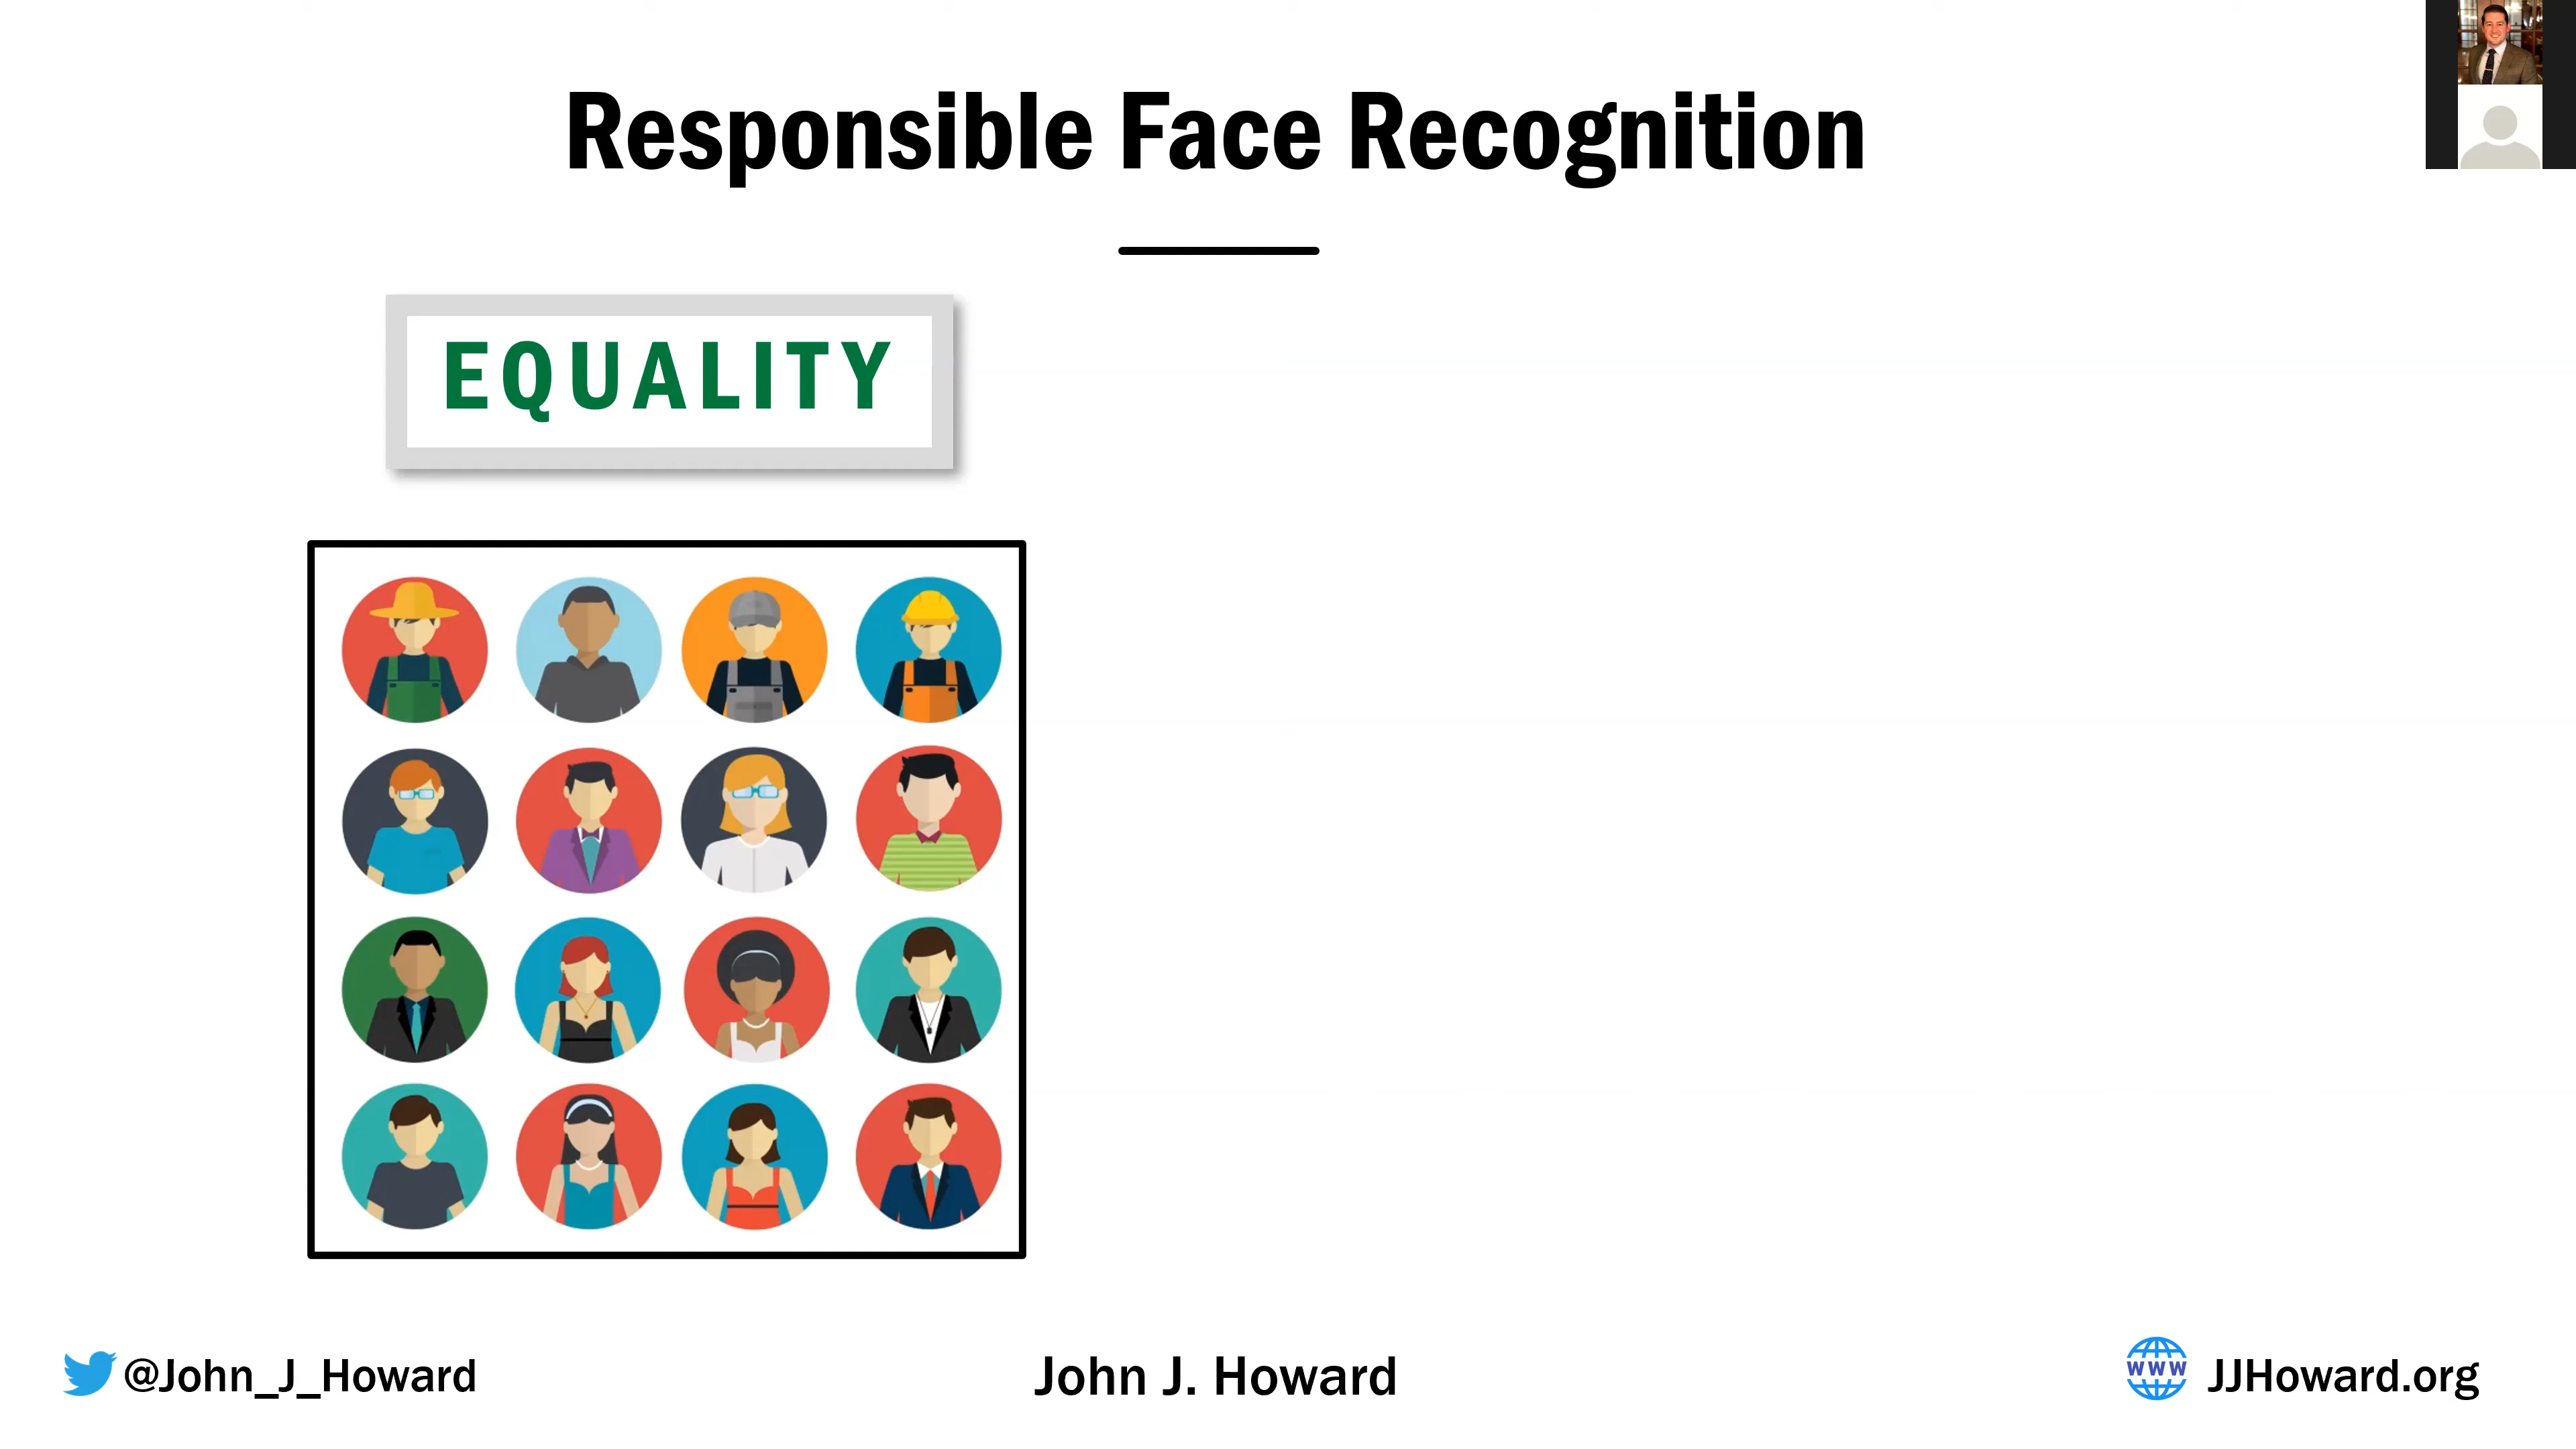 Responsible Face Recognition
EQUALITY
@John_J_Howard
John J. Howard
WWW
JJHoward.org